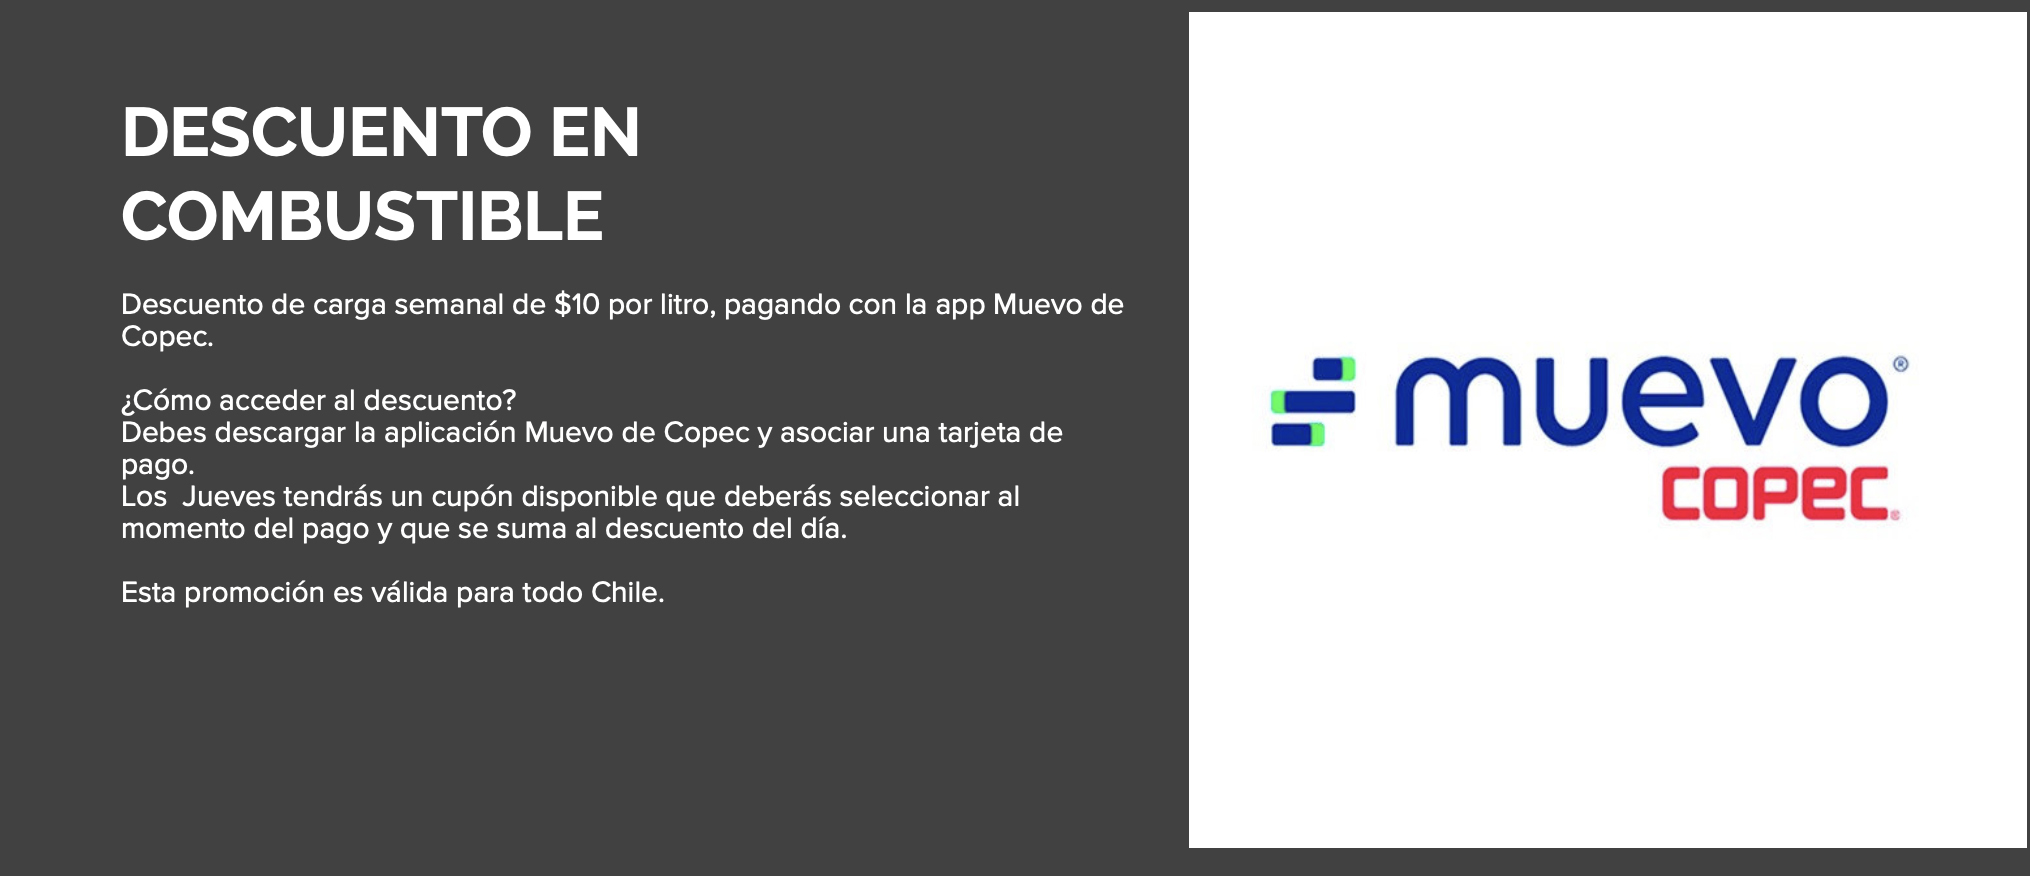 DESCUENTO EN
COMBUSTIBLE
Descuento de carga semanal de $10 por litro, pagando con la app Muevo de
Copec.
¿Cómo acceder al descuento?
Debes descargar la aplicación Muevo de Copec y asociar una tarjeta de
pago.
Los  Jueves tendrás un cupón disponible que deberás seleccionar al
momento del pago y que se suma al descuento del día.
Esta promoción es válida para todo Chile.
muevo®
COPEC®